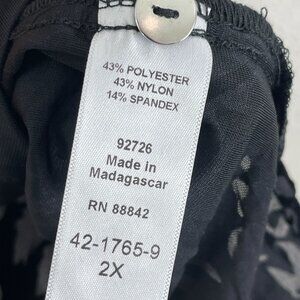 43% POLYESTER
43% NYLON
14% SPANDEX
92726
Made in
Madagascar
RN 88842
42-1765-9
2X